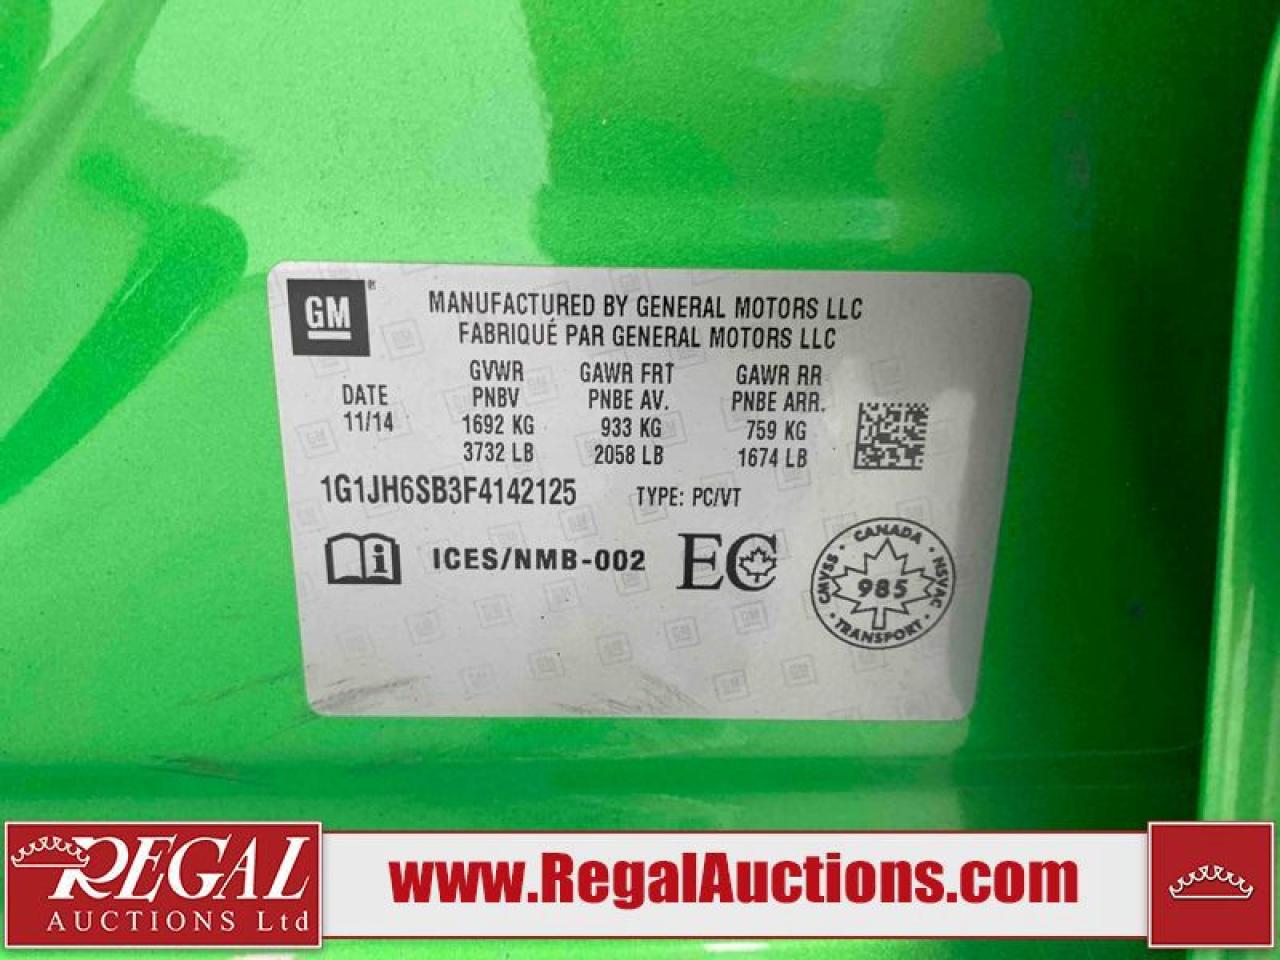 GM ®
MANUFACTURED BY GENERAL MOTORS LLC
FABRIQUÉ PAR GENERAL MOTORS LLC
GVWR GAWR FRT GAWR RR
DATE PNBV PNBE AV. PNBE ARR.
11/14 1692 KG 933 KG 759 KG
3732 LB 2058 LB 1674 LB
1G1JH6SB3F4142125 TYPE: PC/VT
i ICES/NMB-002 EC
CANADA
CMVSS 985 NSVAC
TRANSPORT
REGAL
AUCTIONS Ltd
www.RegalAuctions.com